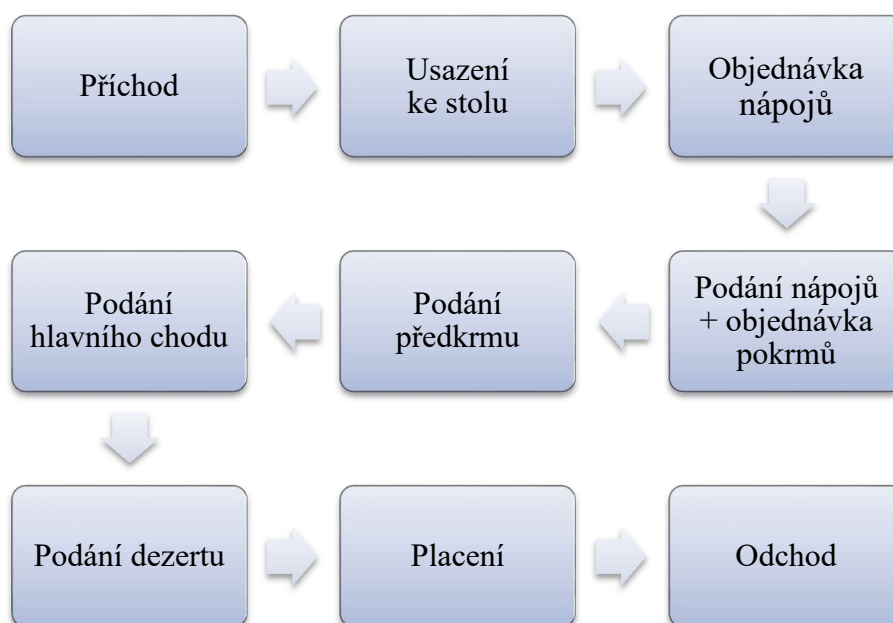 Příchod
Usazení
ke stolu
Objednávka
nápojů
Podání nápojů
+ objednávka
pokrmů
Podání
předkrmu
Podání
hlavního chodu
Podání dezertu
Placení
Odchod